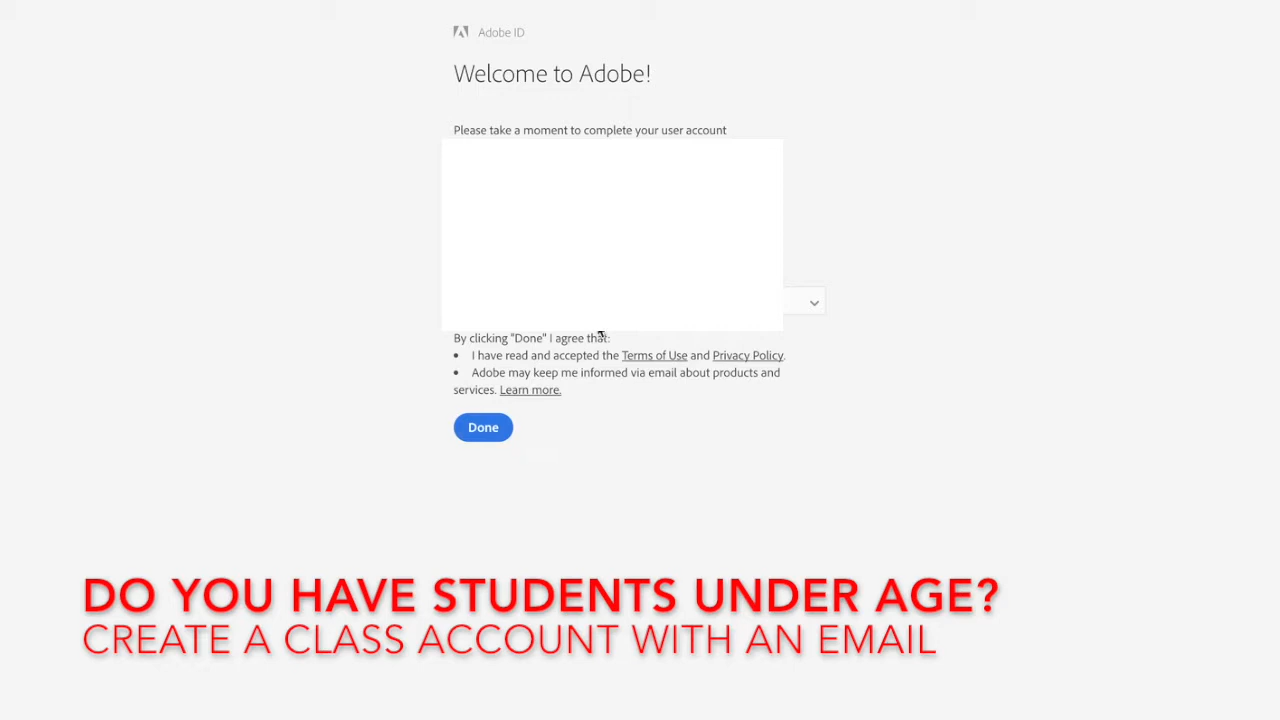 Adobe ID
Welcome to Adobe!
Please take a moment to complete your user account
By clicking "Done" I agree that:
• I have read and accepted the Terms of Use and Privacy Policy.
• Adobe may keep me informed via email about products and
services. Learn more.
Done
DO YOU HAVE STUDENTS UNDER AGE?
CREATE A CLASS ACCOUNT WITH AN EMAIL